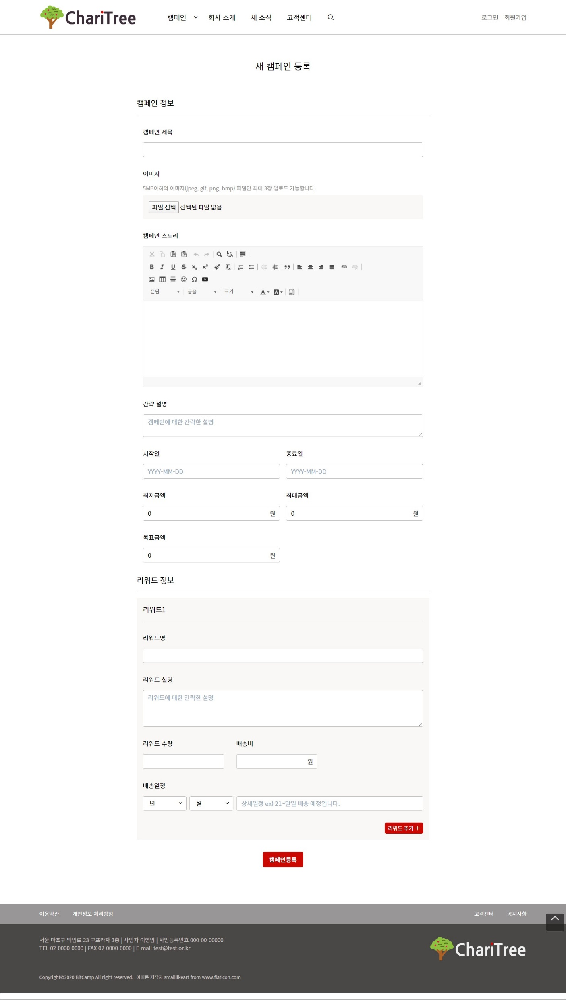 ChariTree
캠페인 회사 소개 새 소식 고객센터 로그인 회원가입
새 캠페인 등록
캠페인 정보
캠페인 제목
이미지
5MB이하의 이미지(jpeg, gif, png, bmp) 파일만 최대 3장 업로드 가능합니다.
파일 선택 선택된 파일 없음
캠페인 스토리
문단 글꼴 크기
간략 설명
캠페인에 대한 간략한 설명
시작일 종료일
YYYY-MM-DD YYYY-MM-DD
최저금액 최대금액
0 원 0 원
목표금액
0 원
리워드 정보
리워드1
리워드명
리워드 설명
리워드에 대한 간략한 설명
리워드 수량 배송비
원
배송일정
년 월 상세일정 ex) 21~말일 배송 예정입니다.
리워드 추가 +
캠페인등록
이용약관 개인정보 처리방침 고객센터 공지사항
서울 마포구 백범로 23 구프라자 3층 | 사업자 이영범 | 사업등록번호 000-00-00000
TEL 02-0000-0000 | FAX 02-0000-0000 | E-mail test@test.or.kr
ChariTree
Copyright©2020 BitCamp All right reserved. 아이콘 제작자 smalllikeart from www.flaticon.com